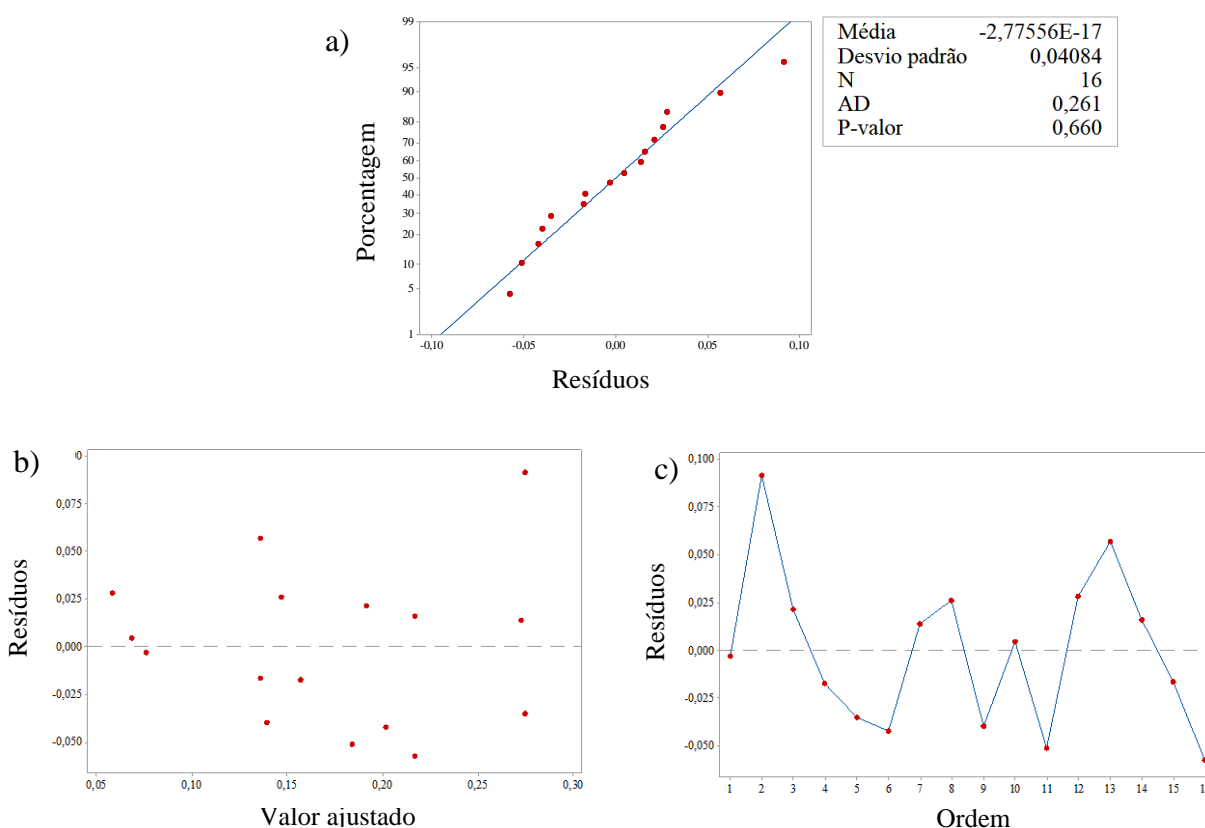 a)
Porcentagem
99
95
90
80
70
60
50
40
30
20
10
5
1
-0,10
-0,05
0,00
0,05
0,10
Resíduos
Média -2,77556E-17
Desvio padrão 0,04084
N 16
AD 0,261
P-valor 0,660
b)
Resíduos
0,075
0,050
0,025
0,000
-0,025
-0,050
0,05
0,10
0,15
0,20
0,25
0,30
Valor ajustado
c)
Resíduos
0,100
0,075
0,050
0,025
0,000
-0,025
-0,050
1 2 3 4 5 6 7 8 9 10 11 12 13 14 15
Ordem